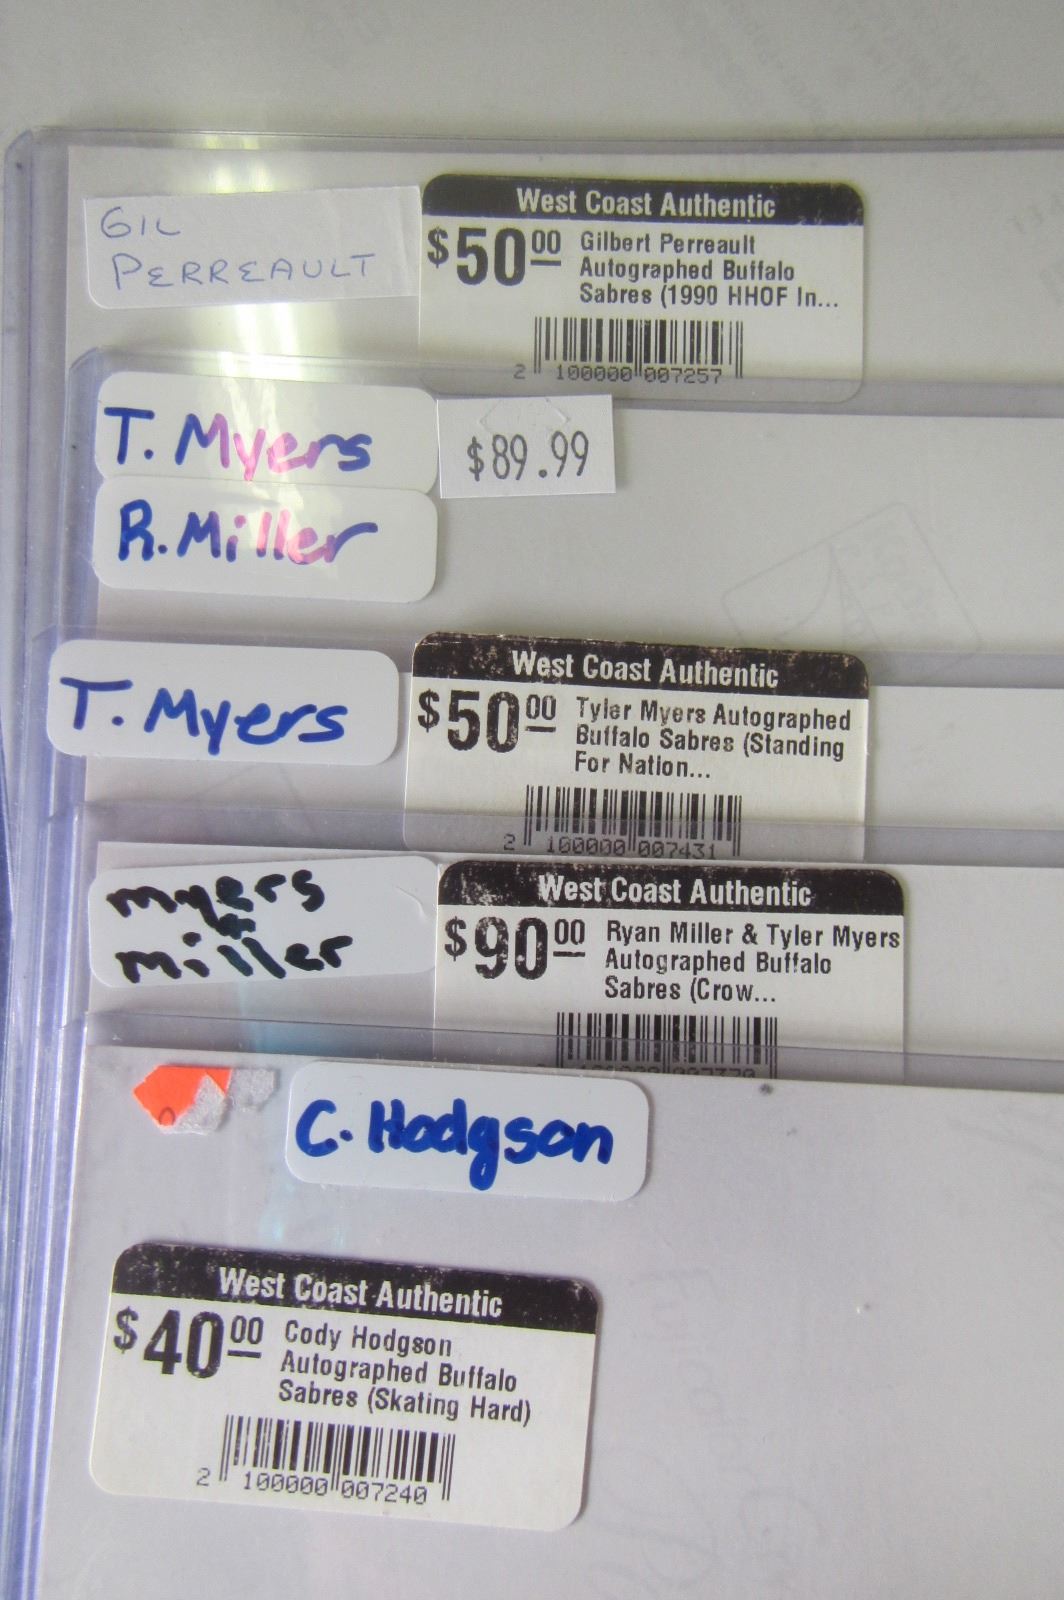 GIL
PERREAULT
West Coast Authentic
$50 00 Gilbert Perreault
Autographed Buffalo
Sabres (1990 HHOF In...
2 100000 007257
T. Myers
$89.99
R. Miller
T. Myers
West Coast Authentic
$50 00 Tyler Myers Autographed
Buffalo Sabres (Standing
For Nation...
2 100000 007431
myers
&
miller
West Coast Authentic
$90 00 Ryan Miller & Tyler Myers
Autographed Buffalo
Sabres (Crow...
C. Hodgson
West Coast Authentic
$40 00 Cody Hodgson
Autographed Buffalo
Sabres (Skating Hard)
2 100000 007240